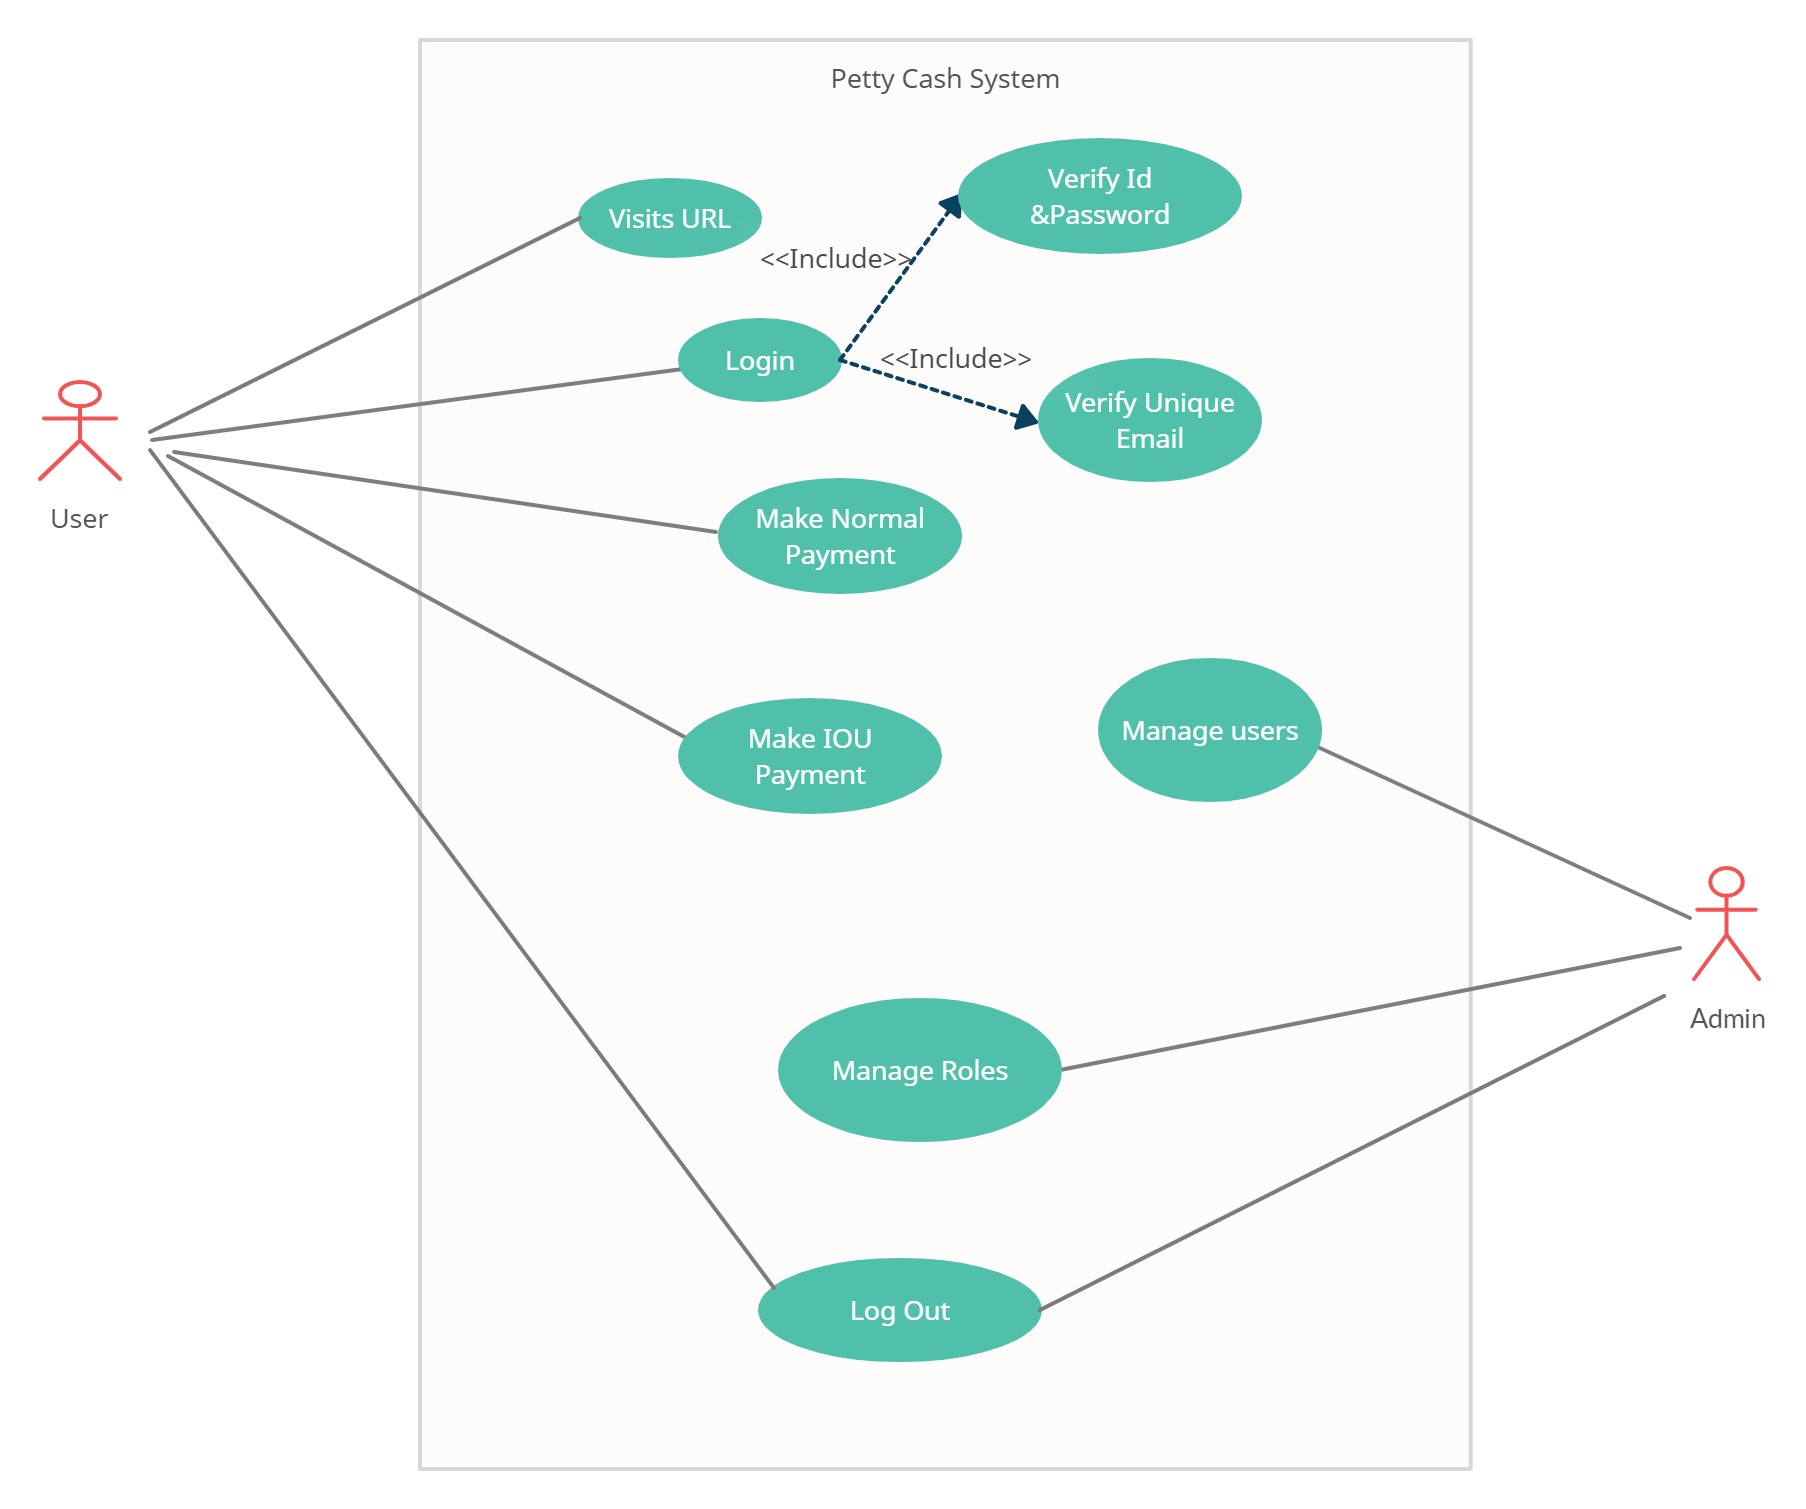 Petty Cash System
Verify Id
&Password
Visits URL
<<Include>>
Login
<<Include>>
Verify Unique
Email
User
Make Normal
Payment
Make IOU
Payment
Manage users
Admin
Manage Roles
Log Out